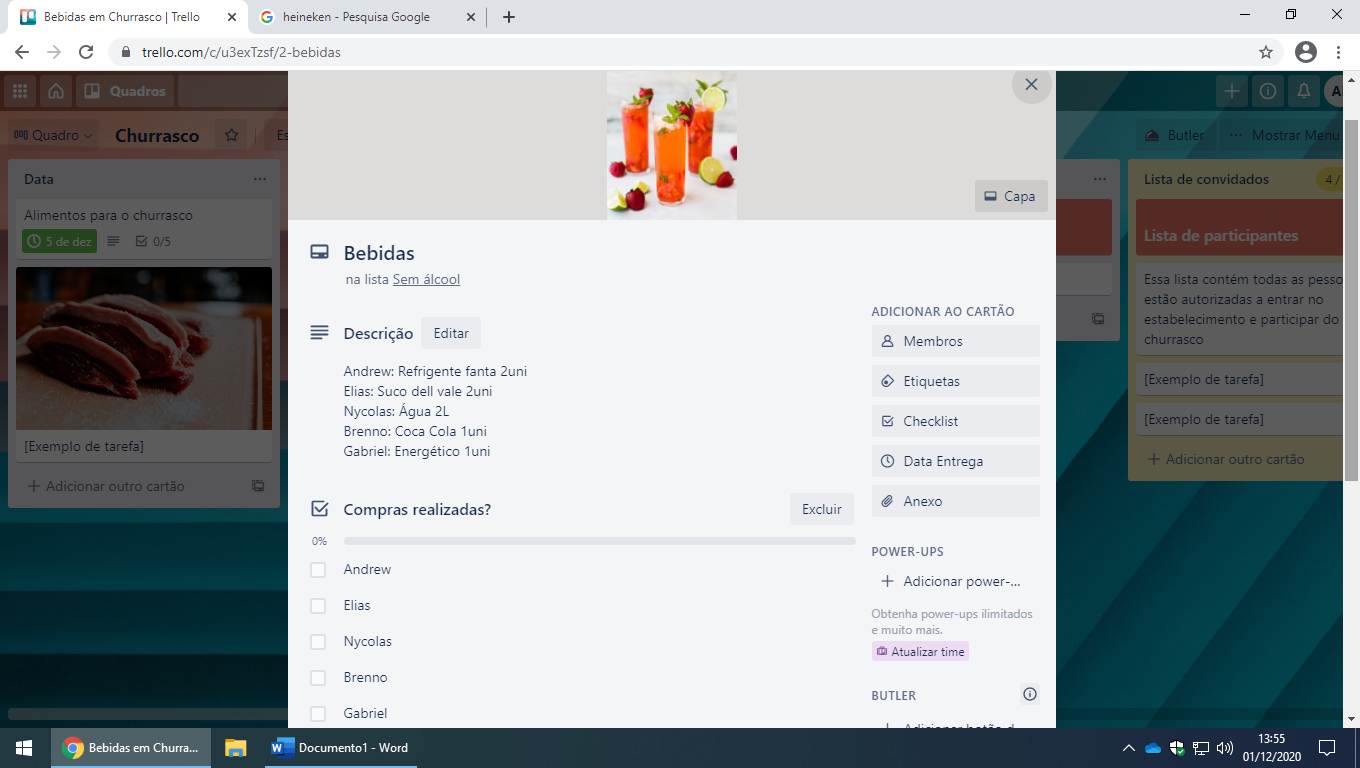 Bebidas em Churrasco | Trello
heineken - Pesquisa Google
trello.com/c/u3exTzsf/2-bebidas
Quadros
Quadro
Churrasco
Es
Butler
Mostrar Menu
Data
Alimentos para o churrasco
5 de dez
0/5
[Exemplo de tarefa]
Adicionar outro cartão
Capa
Bebidas
na lista Sem álcool
Descrição
Editar
Andrew: Refrigente fanta 2uni
Elias: Suco dell vale 2uni
Nycolas: Água 2L
Brenno: Coca Cola 1uni
Gabriel: Energético 1uni
Compras realizadas?
Excluir
0%
Andrew
Elias
Nycolas
Brenno
Gabriel
ADICIONAR AO CARTÃO
Membros
Etiquetas
Checklist
Data Entrega
Anexo
POWER-UPS
Adicionar power-...
Obtenha power-ups ilimitados
e muito mais.
Atualizar time
BUTLER
Lista de convidados
4 /
Lista de participantes
Essa lista contém todas as pesso
estão autorizadas a entrar no
estabelecimento e participar do
churrasco
[Exemplo de tarefa]
[Exemplo de tarefa]
Adicionar outro cartão
Bebidas em Churra...
Documento1 - Word
13:55
01/12/2020